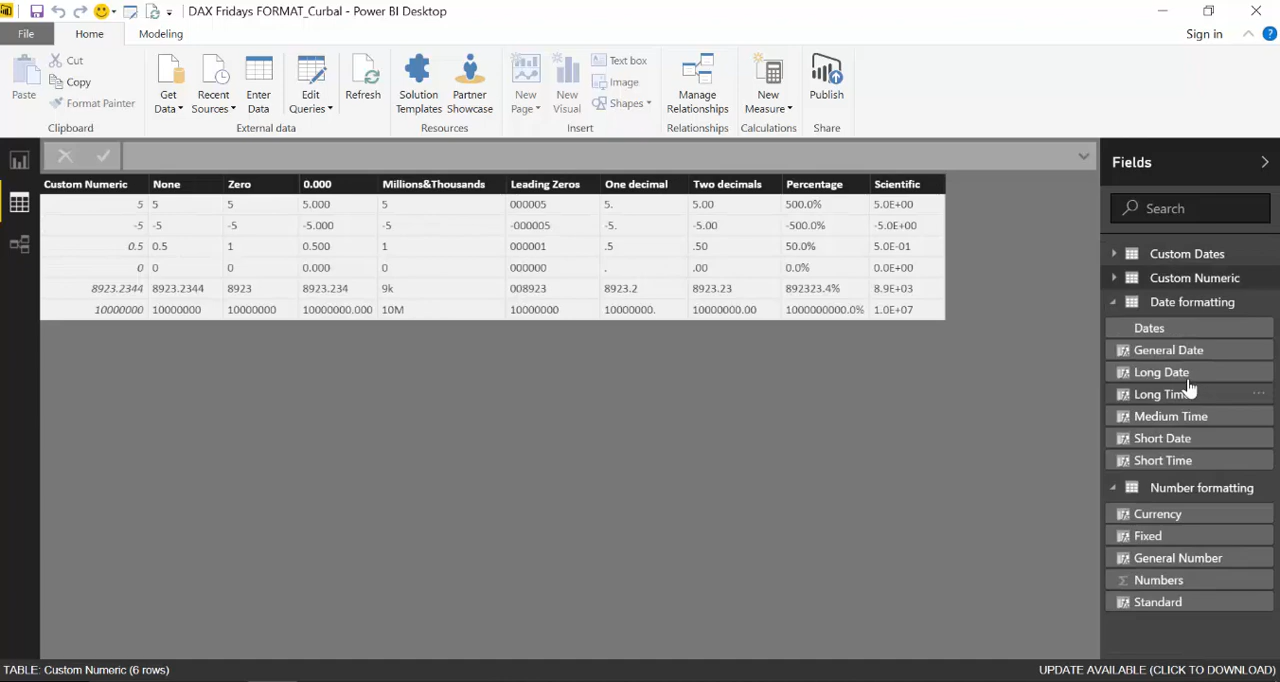 DAX Fridays FORMAT_Curbal - Power BI Desktop
File Home Modeling Sign in
Paste Cut Copy Format Painter
Clipboard
Get Data Recent Sources Enter Data Edit Queries Refresh
External data
Solution Templates Partner Showcase
Resources
New Page New Visual Text box Image Shapes
Insert
Manage Relationships
Relationships
New Measure
Calculations
Publish
Share
Custom Numeric None Zero 0.000 Millions&Thousands Leading Zeros One decimal Two decimals Percentage Scientific
5 5 5 5.000 5 000005 5. 5.00 500.0% 5.0E+00
-5 -5 -5 -5.000 -5 -000005 -5. -5.00 -500.0% -5.0E+00
0.5 0.5 1 0.500 1 000001 .5 .50 50.0% 5.0E-01
0 0 0 0.000 0 000000 . .00 0.0% 0.0E+00
8923.2344 8923.2344 8923 8923.234 9k 008923 8923.2 8923.23 892323.4% 8.9E+03
10000000 10000000 10000000 10000000.000 10M 10000000 10000000. 10000000.00 1000000000.0% 1.0E+07
Fields
Search
Custom Dates
Custom Numeric
Date formatting
Dates
General Date
Long Date
Long Time
Medium Time
Short Date
Short Time
Number formatting
Currency
Fixed
General Number
Numbers
Standard
TABLE: Custom Numeric (6 rows) UPDATE AVAILABLE (CLICK TO DOWNLOAD)